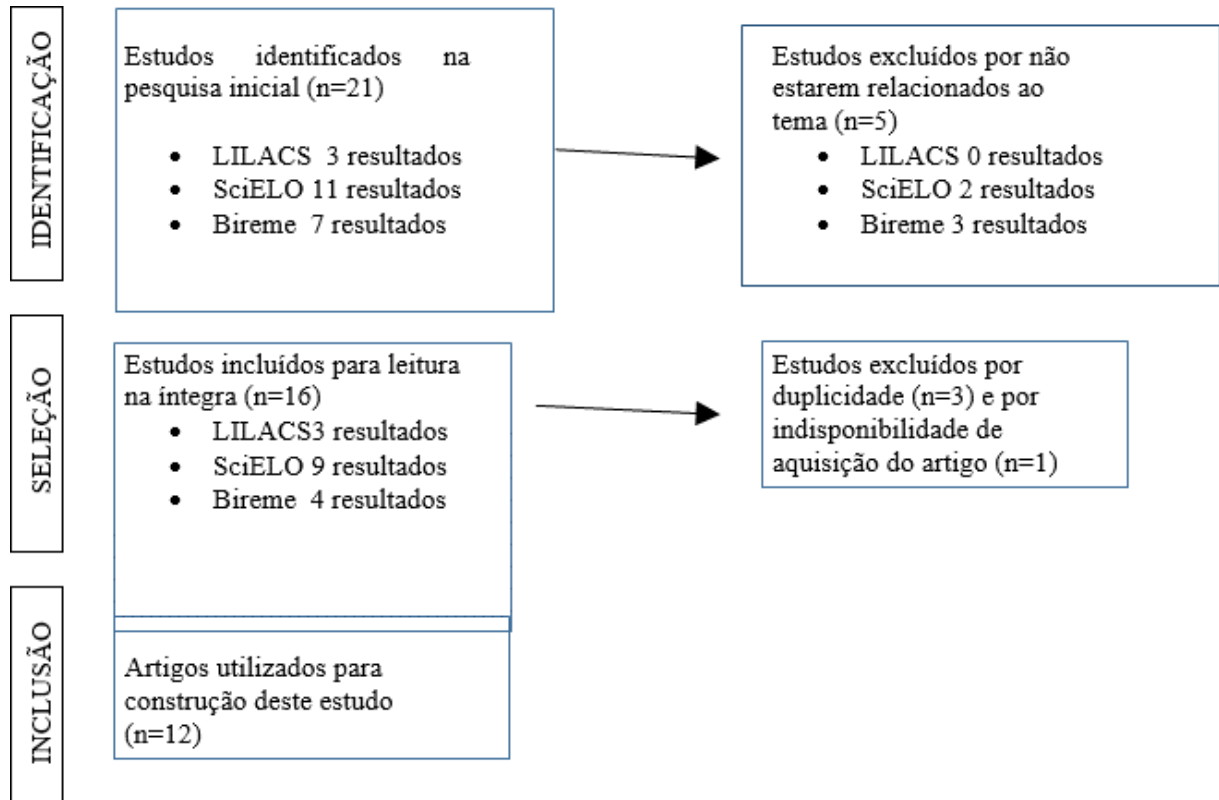 IDENTIFICAÇÃO
Estudos identificados na
pesquisa inicial (n=21)
• LILACS 3 resultados
• SciELO 11 resultados
• Bireme 7 resultados
Estudos excluídos por não
estarem relacionados ao
tema (n=5)
• LILACS 0 resultados
• SciELO 2 resultados
• Bireme 3 resultados
SELEÇÃO
Estudos incluídos para leitura
na íntegra (n=16)
• LILACS3 resultados
• SciELO 9 resultados
• Bireme 4 resultados
Estudos excluídos por
duplicidade (n=3) e por
indisponibilidade de
aquisição do artigo (n=1)
INCLUSÃO
Artigos utilizados para
construção deste estudo
(n=12)